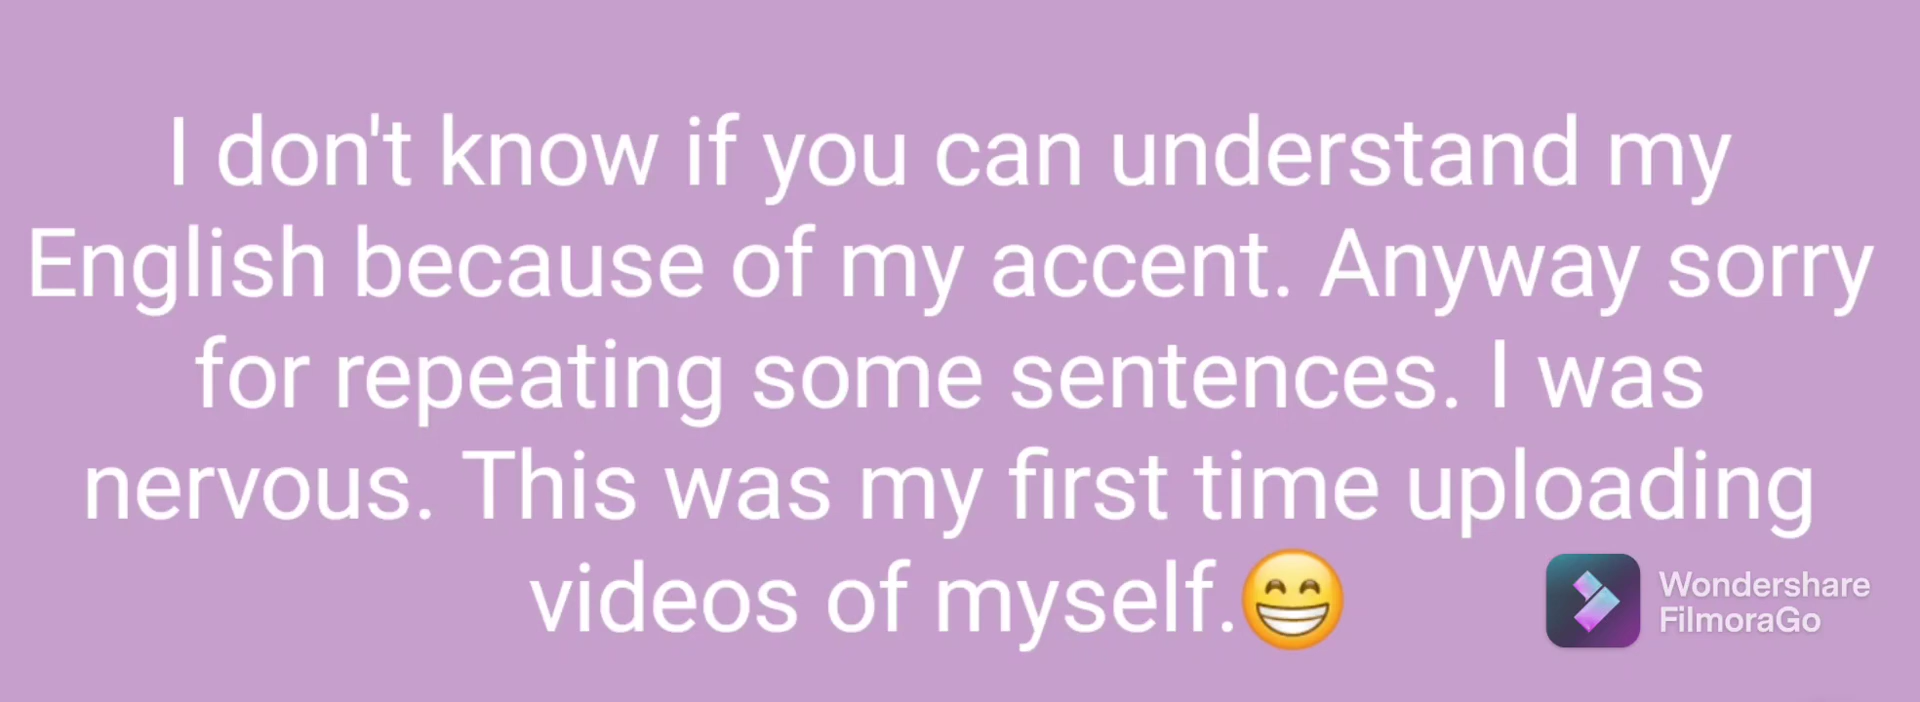 I don't know if you can understand my
English because of my accent. Anyway sorry
for repeating some sentences. I was
nervous. This was my first time uploading
videos of myself.😁
Wondershare
FilmoraGo